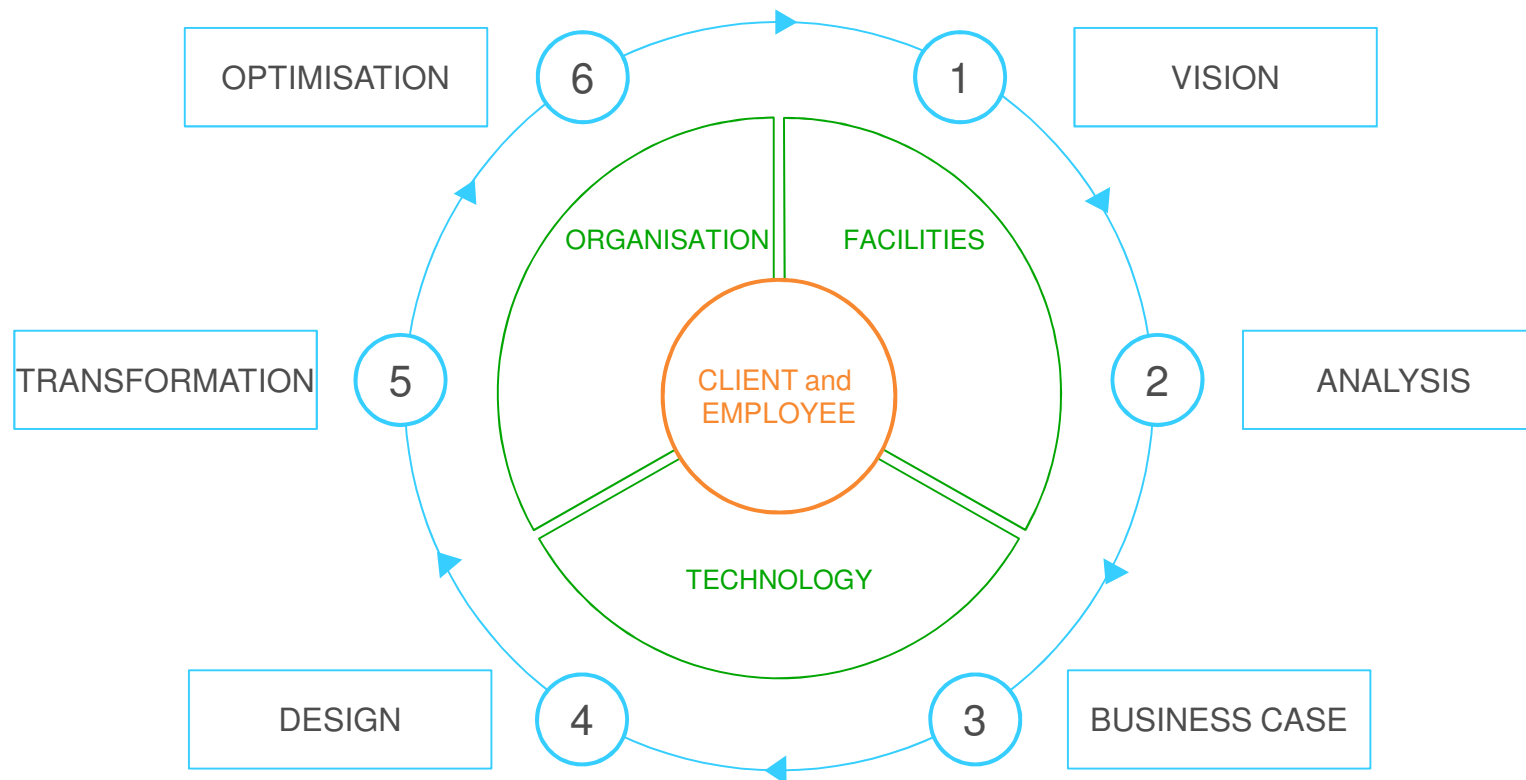 OPTIMISATION
6
1
VISION
ORGANISATION
FACILITIES
TRANSFORMATION
5
CLIENT and
EMPLOYEE
2
ANALYSIS
TECHNOLOGY
DESIGN
4
3
BUSINESS CASE